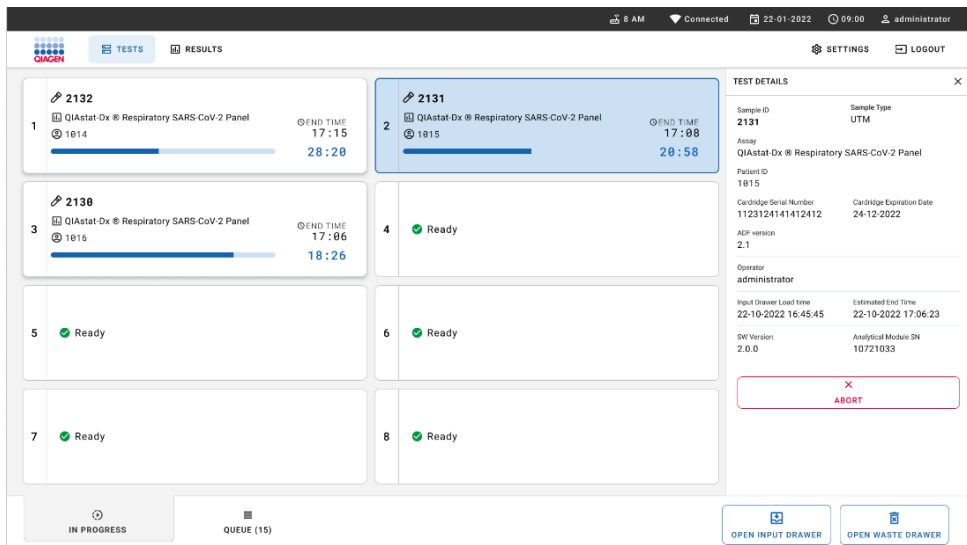 8 AM Connected 22-01-2022 09:00 administrator
QIAGEN TESTS RESULTS SETTINGS LOGOUT
1
2132
QIAstat-Dx ® Respiratory SARS-CoV-2 Panel
1014
END TIME
17:15
28:20
2
2131
QIAstat-Dx ® Respiratory SARS-CoV-2 Panel
1015
END TIME
17:08
20:58
3
2130
QIAstat-Dx ® Respiratory SARS-CoV-2 Panel
1016
END TIME
17:06
18:26
4 Ready
5 Ready
6 Ready
7 Ready
8 Ready
TEST DETAILS
Sample ID Sample Type
2131 UTM
Assay
QIAstat-Dx ® Respiratory SARS-CoV-2 Panel
Patient ID
1015
Cardridge Serial Number Cardridge Expiration Date
1123124141412412 24-12-2022
ADF version
2.1
Operator
administrator
Input Drawer Load time Estimated End Time
22-10-2022 16:45:45 22-10-2022 17:06:23
SW Version Analytical Module SN
2.0.0 10721033
ABORT
IN PROGRESS QUEUE (15) OPEN INPUT DRAWER OPEN WASTE DRAWER